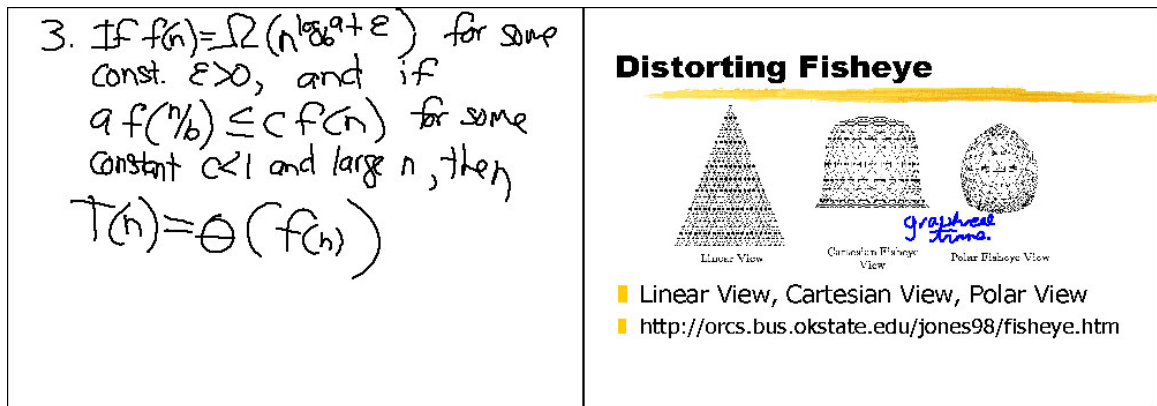 3. If f(n)=Ω(n^log_b a + ε) for some
const. ε>0, and if
a f(n/b) ≤ c f(n) for some
constant c<1 and large n, then
T(n)=Θ(f(n))
Distorting Fisheye
graphical
trans.
Linear View
Cartesian Fisheye
View
Polar Fisheye View
Linear View, Cartesian View, Polar View
http://orcs.bus.okstate.edu/jones98/fisheye.htm